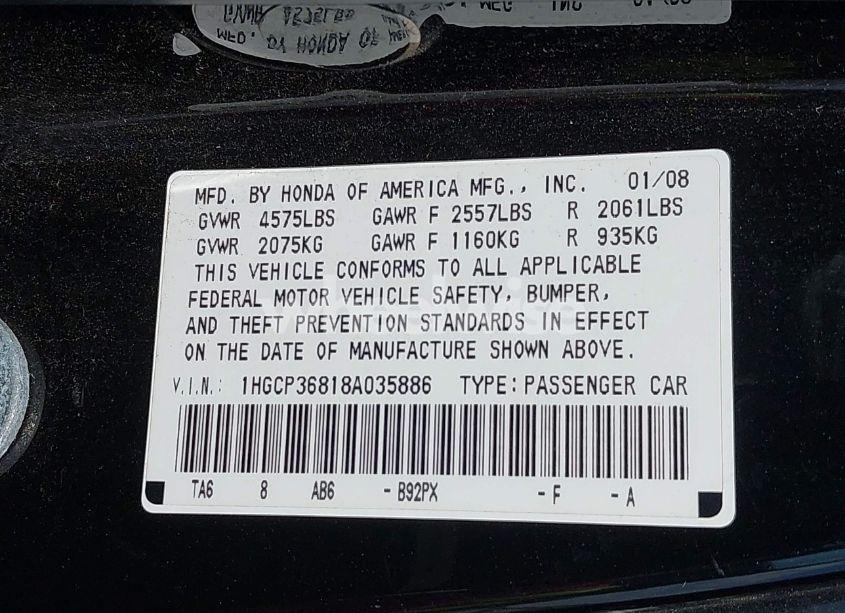 MFD. BY HONDA OF AMERICA MFG., INC. 01/08
GVWR 4575LBS GAWR F 2557LBS R 2061LBS
GVWR 2075KG GAWR F 1160KG R 935KG
THIS VEHICLE CONFORMS TO ALL APPLICABLE
FEDERAL MOTOR VEHICLE SAFETY, BUMPER,
AND THEFT PREVENTION STANDARDS IN EFFECT
ON THE DATE OF MANUFACTURE SHOWN ABOVE.
V.I.N.: 1HGCP36818A035886 TYPE: PASSENGER CAR
TA6 8 AB6 - B92PX - F - A